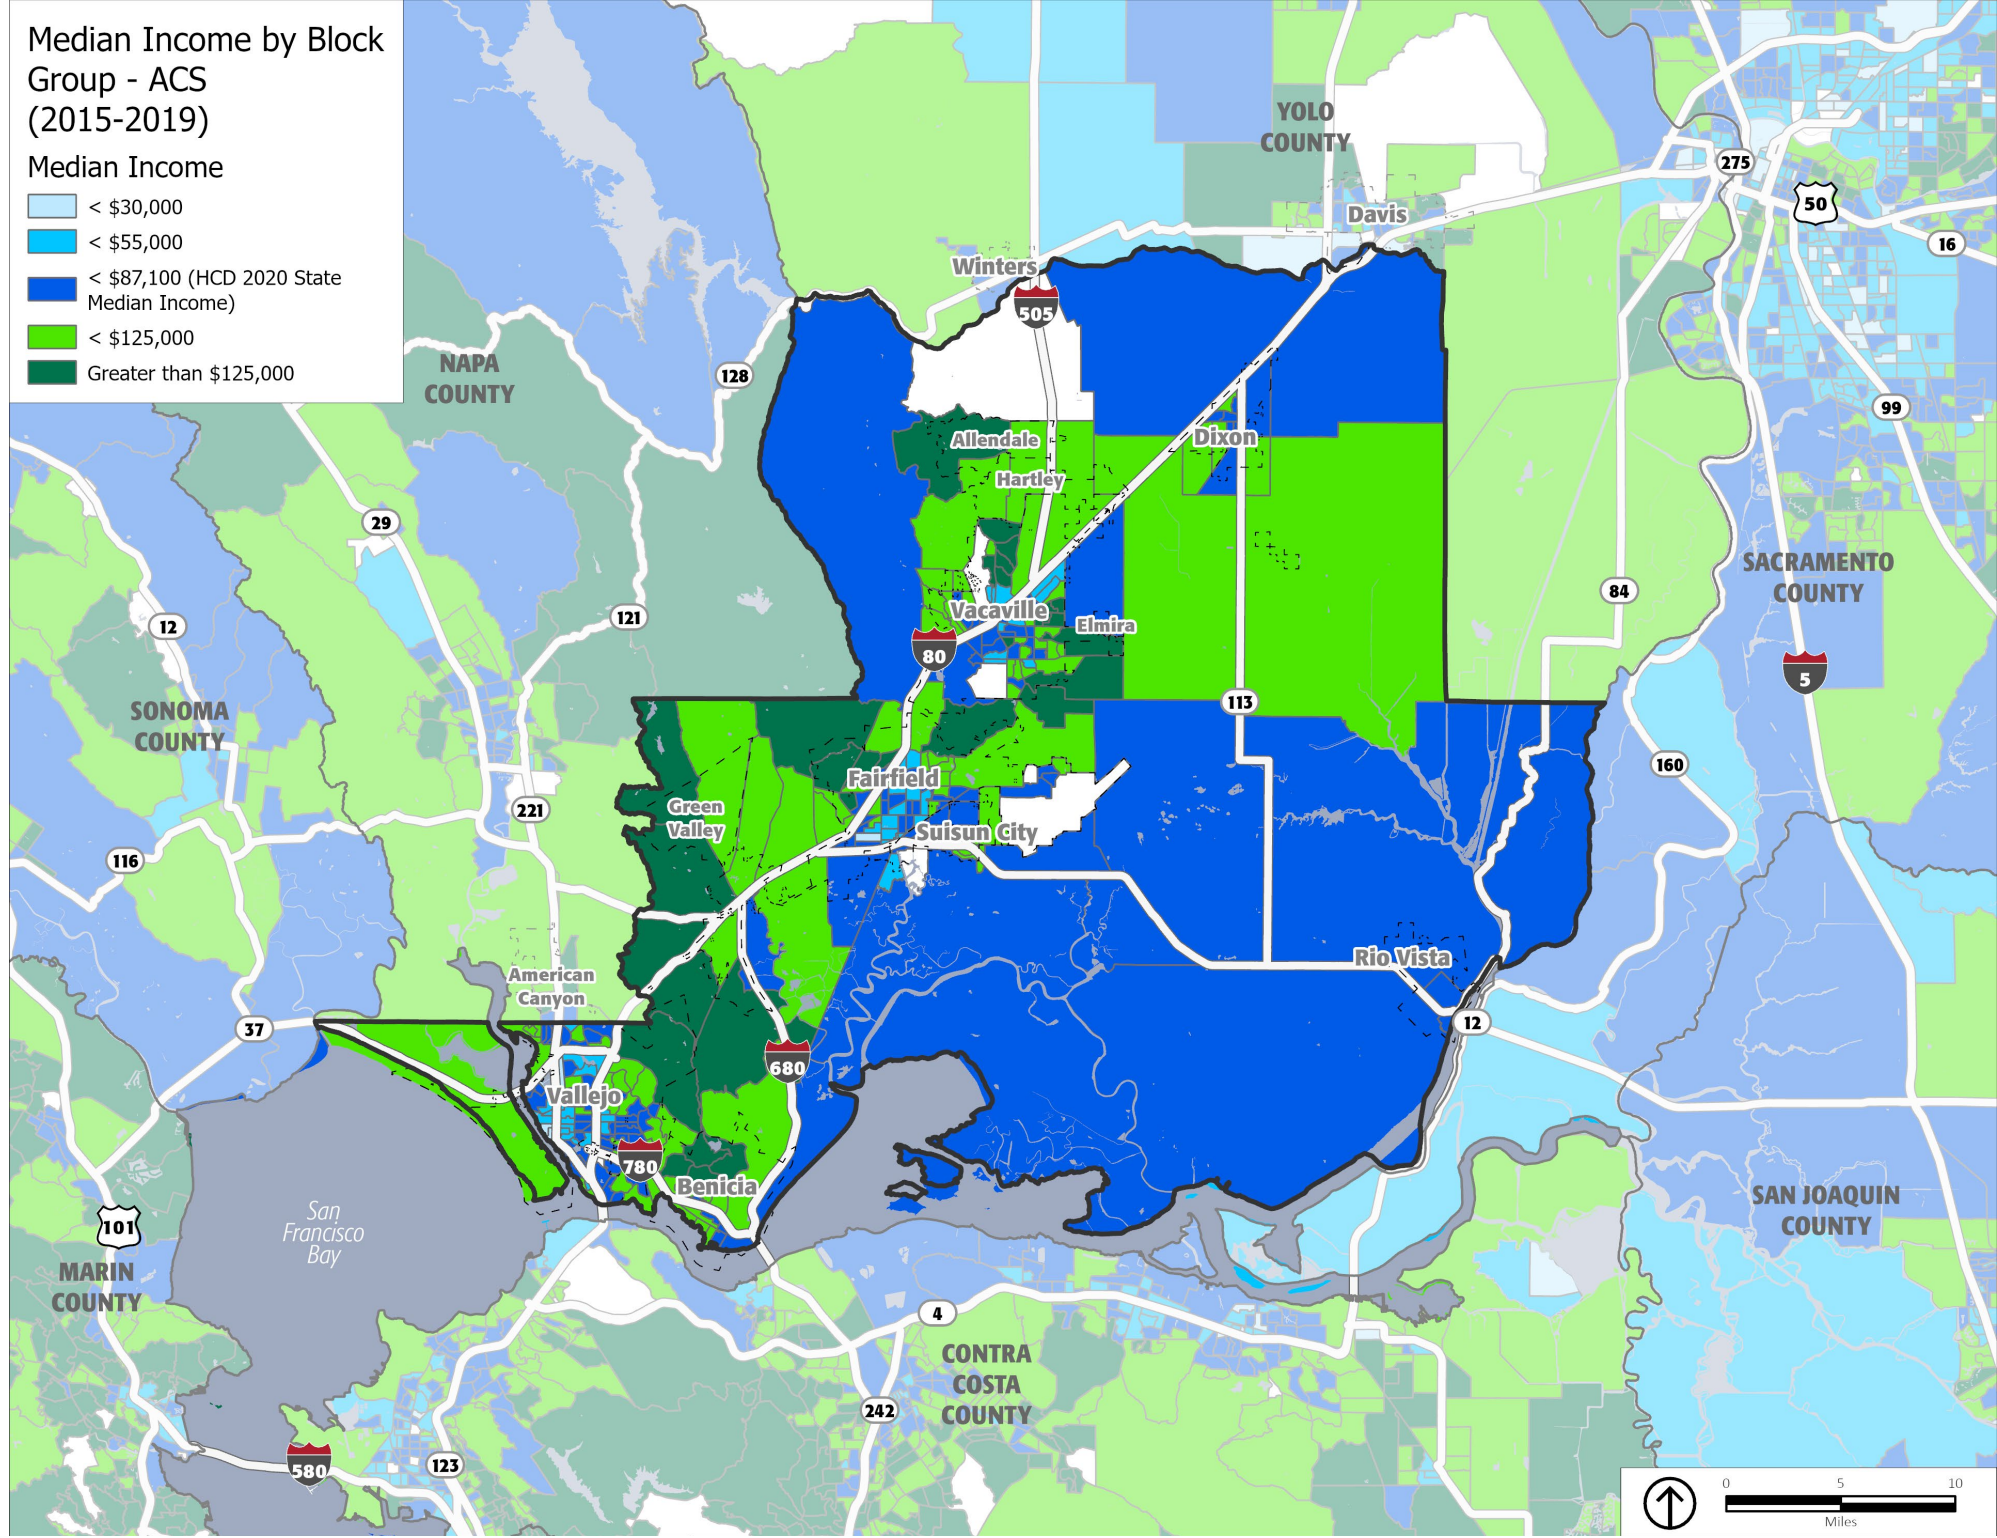 Median Income by Block
Group - ACS
(2015-2019)
Median Income
< $30,000
< $55,000
< $87,100 (HCD 2020 State
Median Income)
< $125,000
Greater than $125,000
YOLO
COUNTY
275
50
16
Davis
Winters
505
NAPA
COUNTY
128
99
Allendale
Dixon
Hartley
29
SACRAMENTO
COUNTY
84
121
12
Vacaville
Elmira
80
5
SONOMA
COUNTY
113
160
Fairfield
Green
Valley
221
Suisun City
116
Rio Vista
American
Canyon
37
12
680
Vallejo
780
Benicia
San
Francisco
Bay
101
SAN JOAQUIN
COUNTY
MARIN
COUNTY
4
CONTRA
COSTA
COUNTY
242
580
123
0 5 10
Miles